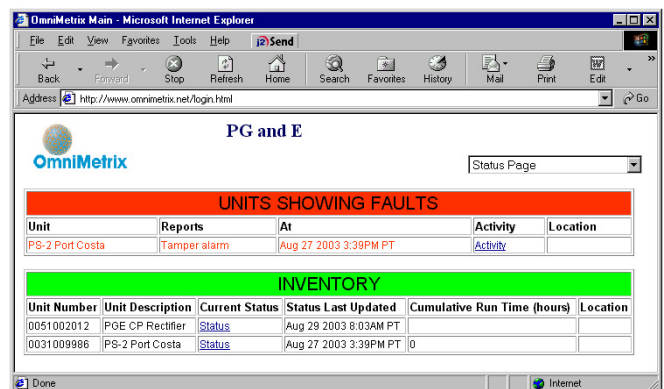 OmniMetrix Main - Microsoft Internet Explorer
File Edit View Favorites Tools Help j2 Send
Back Forward Stop Refresh Home Search Favorites History Mail Print Edit »
Address http://www.omnimetrix.net/login.html Go
PG and E
OmniMetrix
Status Page
UNITS SHOWING FAULTS
Unit Reports At Activity Location
PS-2 Port Costa Tamper alarm Aug 27 2003 3:39PM PT Activity
INVENTORY
Unit Number Unit Description Current Status Status Last Updated Cumulative Run Time (hours) Location
0051002012 PGE CP Rectifier Status Aug 29 2003 8:03AM PT
0031009986 PS-2 Port Costa Status Aug 27 2003 3:39PM PT 0
Done Internet